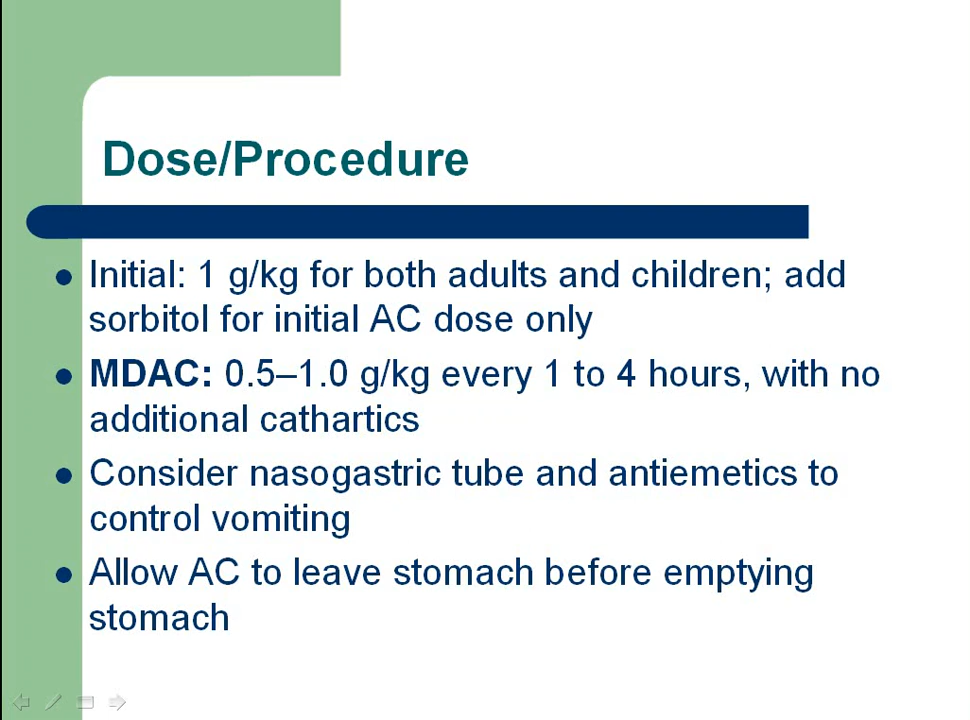 Dose/Procedure
Initial: 1 g/kg for both adults and children; add
sorbitol for initial AC dose only
MDAC: 0.5–1.0 g/kg every 1 to 4 hours, with no
additional cathartics
Consider nasogastric tube and antiemetics to
control vomiting
Allow AC to leave stomach before emptying
stomach